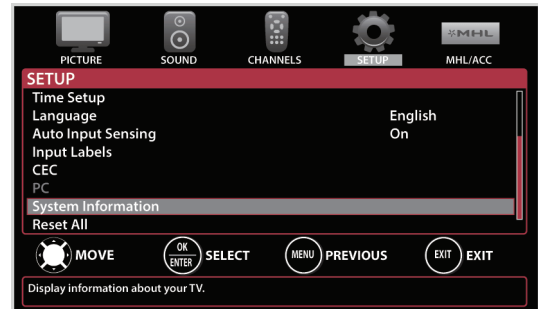 MHL
PICTURE SOUND CHANNELS SETUP MHL/ACC
SETUP
Time Setup
Language English
Auto Input Sensing On
Input Labels
CEC
PC
System Information
Reset All
MOVE OK ENTER SELECT MENU PREVIOUS EXIT EXIT
Display information about your TV.